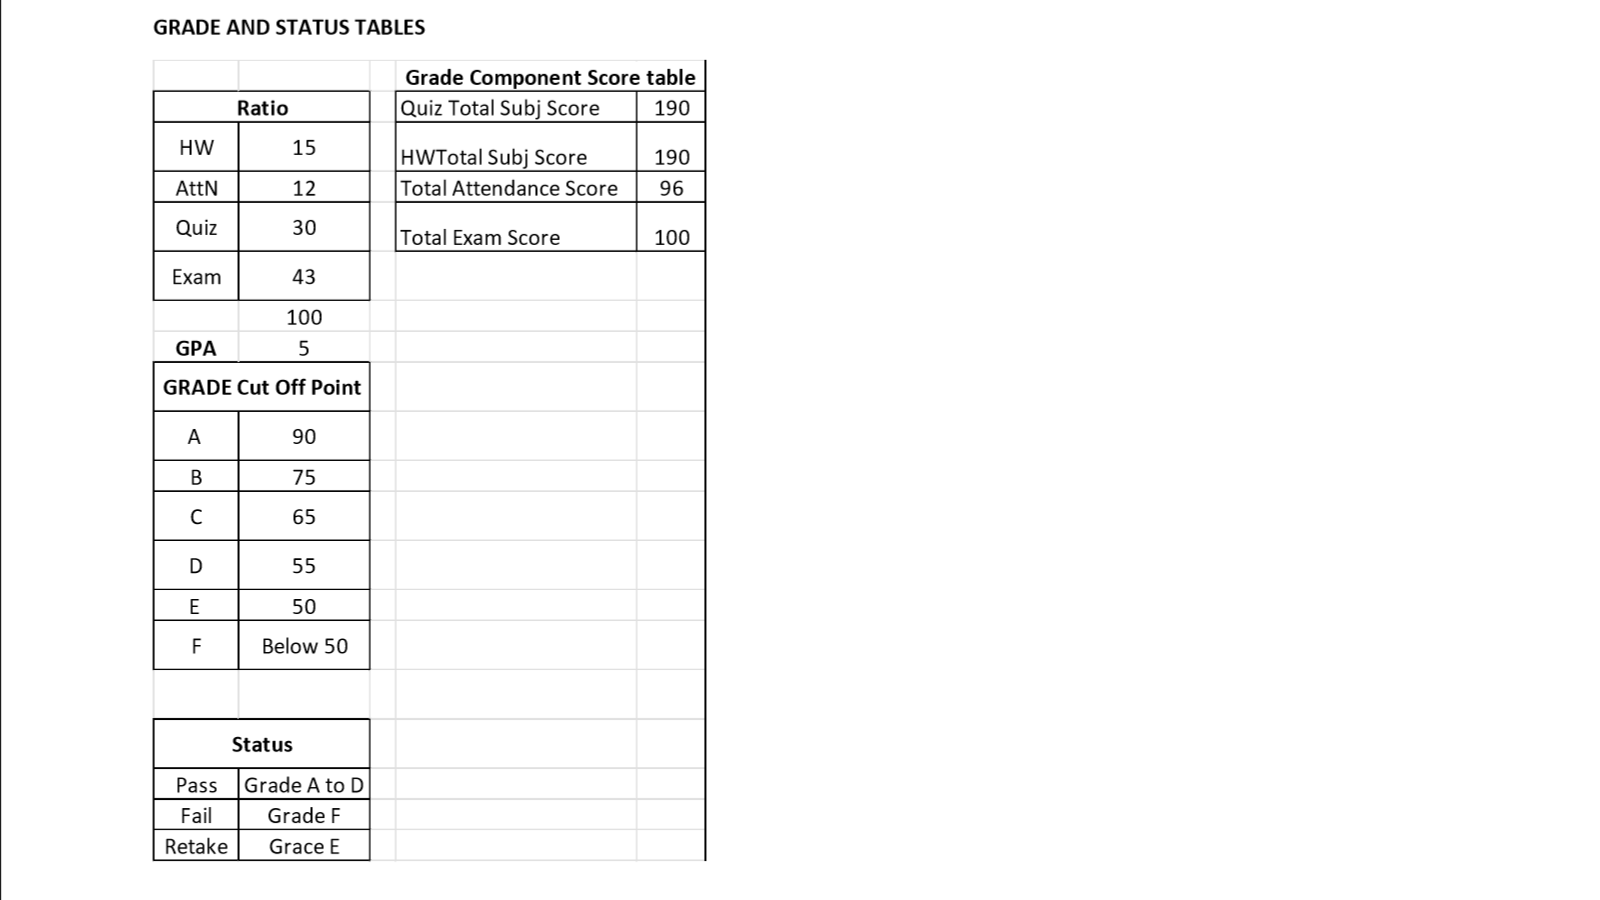 GRADE AND STATUS TABLES
Grade Component Score table
Ratio
Quiz Total Subj Score 190
HW 15
HWTotal Subj Score 190
AttN 12
Total Attendance Score 96
Quiz 30
Total Exam Score 100
Exam 43
100
GPA 5
GRADE Cut Off Point
A 90
B 75
C 65
D 55
E 50
F Below 50
Status
Pass Grade A to D
Fail Grade F
Retake Grace E